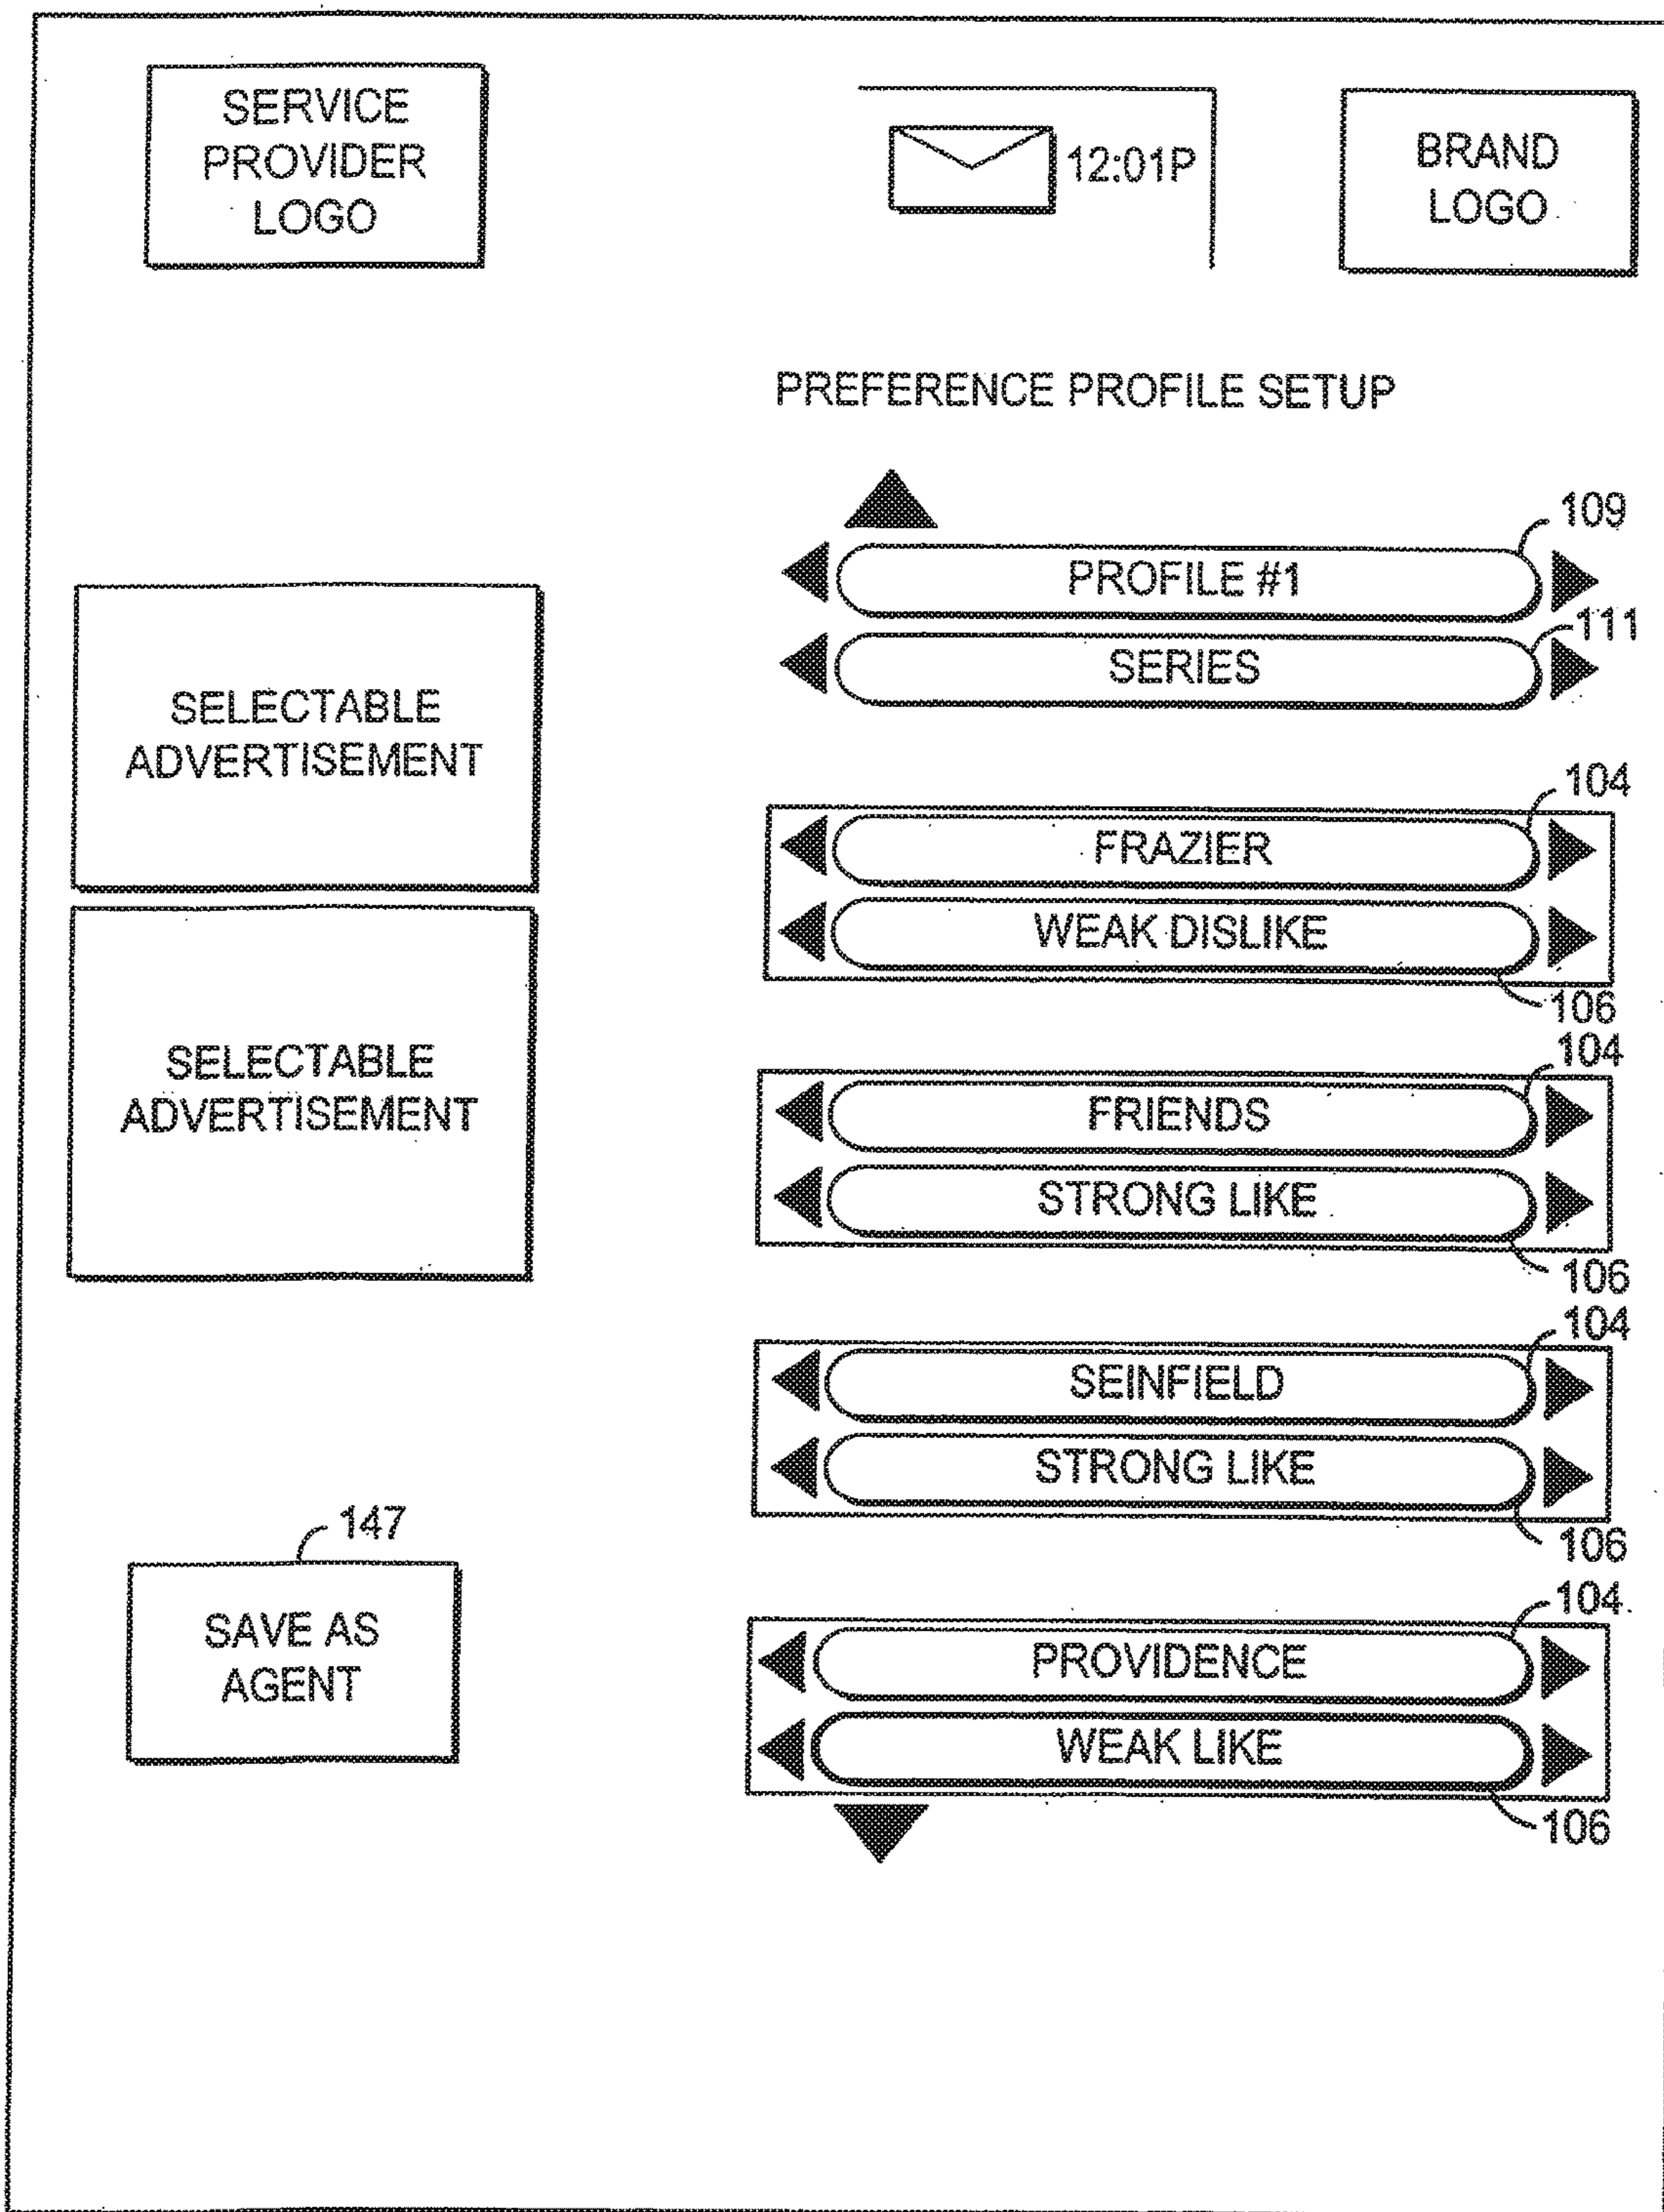 SERVICE
PROVIDER
LOGO
12:01P
BRAND
LOGO
PREFERENCE PROFILE SETUP
109
PROFILE #1
111
SERIES
SELECTABLE
ADVERTISEMENT
104
FRAZIER
WEAK DISLIKE
106
SELECTABLE
ADVERTISEMENT
104
FRIENDS
STRONG LIKE
106
104
SEINFIELD
STRONG LIKE
106
147
SAVE AS
AGENT
104
PROVIDENCE
WEAK LIKE
106